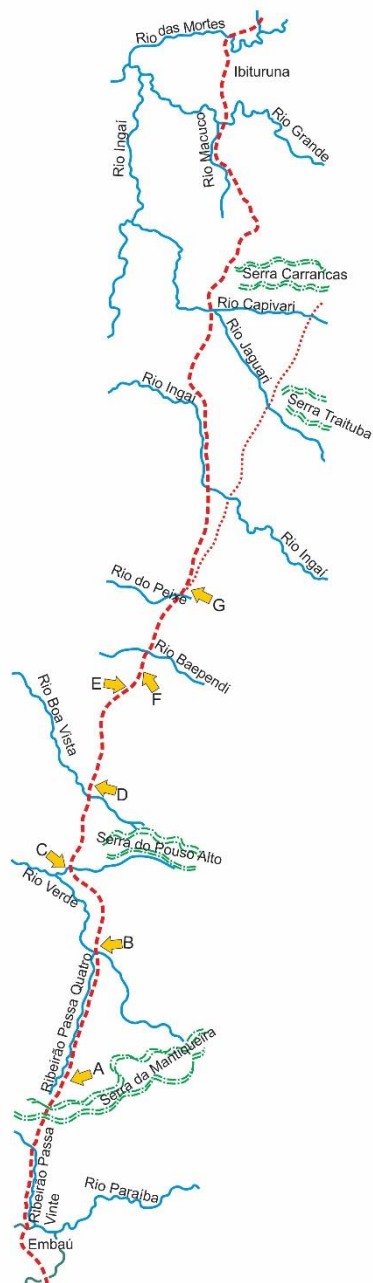 Rio das Mortes
Ibituruna
Rio Ingaí
Rio Macuco
Rio Grande
Serra Carrancas
Rio Capivari
Rio Jaguari
Rio Ingaí
Serra Traituba
Rio Ingaí
Rio do Peixe
G
Rio Baependi
E
F
Rio Boa Vista
D
C
Serra do Pouso Alto
Rio Verde
B
Ribeirão Passa Quatro
A
Serra da Mantiqueira
Ribeirão Passa
Vinte
Rio Paraíba
Embaú